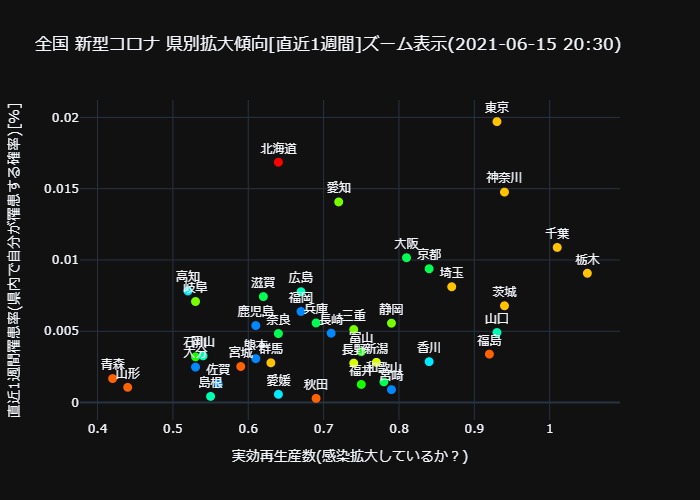 全国 新型コロナ 県別拡大傾向[直近1週間]ズーム表示(2021-06-15 20:30)
直近1週間罹患率(県内で自分が罹患する確率)[%]
0.02
0.015
0.01
0.005
0
東京
北海道
神奈川
愛知
千葉
大阪
京都
栃木
埼玉
高知
岐阜
滋賀
広島
茨城
福岡
鹿児島
兵庫
奈良
長崎
三重
静岡
山口
福島
富山
岡山
大分
熊本
群馬
長野
新潟
香川
宮城
青森
山形
佐賀
福井
和歌山
宮崎
愛媛
秋田
島根
0.4
0.5
0.6
0.7
0.8
0.9
1
実効再生産数(感染拡大しているか？)